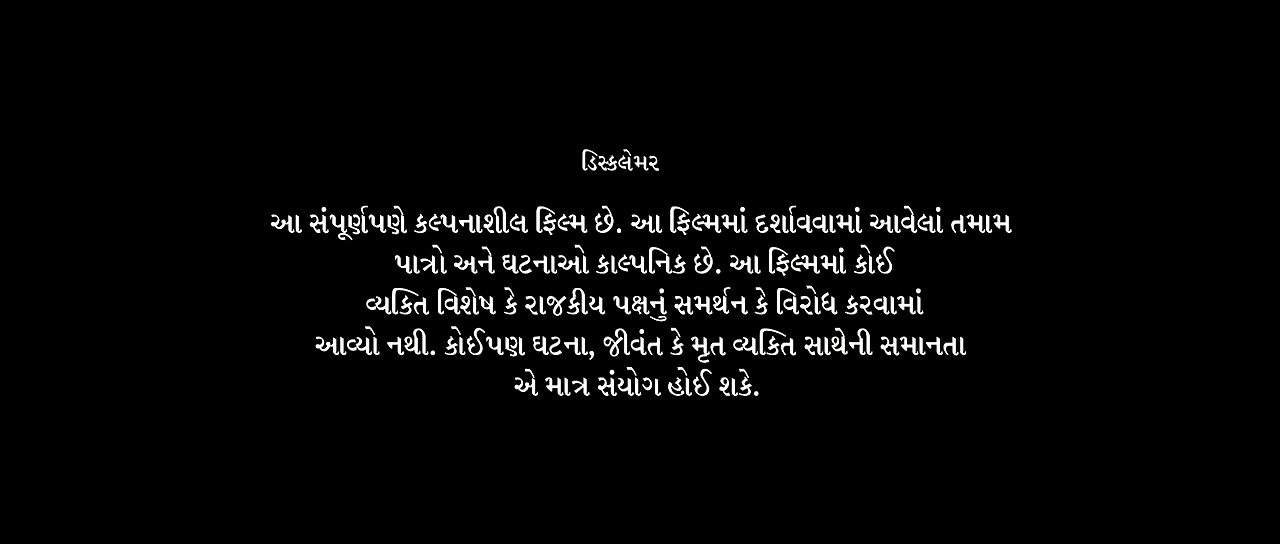 ડિસ્કલેમર
આ સંપૂર્ણપણે કલ્પનાશીલ ફિલ્મ છે. આ ફિલ્મમાં દર્શાવવામાં આવેલાં તમામ
પાત્રો અને ઘટનાઓ કાલ્પનિક છે. આ ફિલ્મમાં કોઈ
વ્યકિત વિશેષ કે રાજકીય પક્ષનું સમર્થન કે વિરોધ કરવામાં
આવ્યો નથી. કોઈપણ ઘટના, જીવંત કે મૃત વ્યકિત સાથેની સમાનતા
એ માત્ર સંયોગ હોઈ શકે.